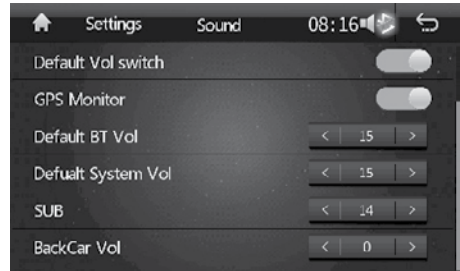 Settings Sound 08:16
Default Vol switch
GPS Monitor
Default BT Vol < 15 >
Defualt System Vol < 15 >
SUB < 14 >
BackCar Vol < 0 >